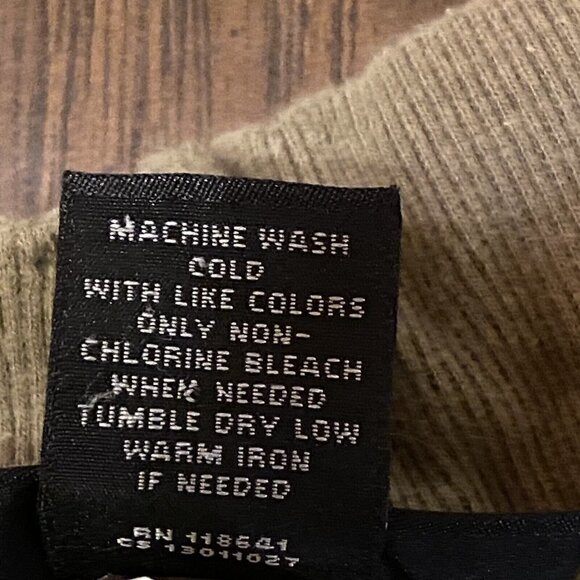 MACHINE WASH
COLD
WITH LIKE COLORS
ONLY NON-
CHLORINE BLEACH
WHEN NEEDED
TUMBLE DRY LOW
WARM IRON
IF NEEDED
RN 118641
CS 13011027